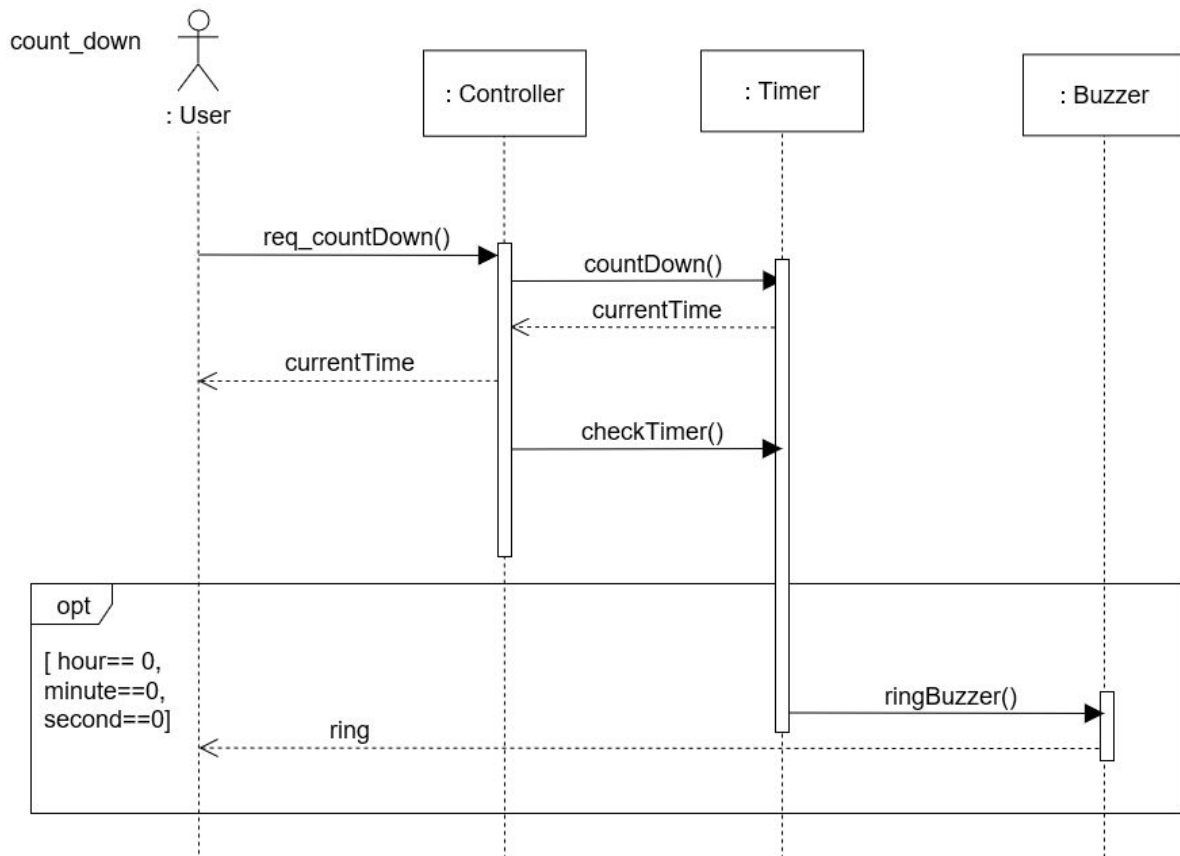 count_down
: User
: Controller
: Timer
: Buzzer
req_countDown()
countDown()
currentTime
currentTime
checkTimer()
opt
[ hour== 0,
minute==0,
second==0]
ringBuzzer()
ring